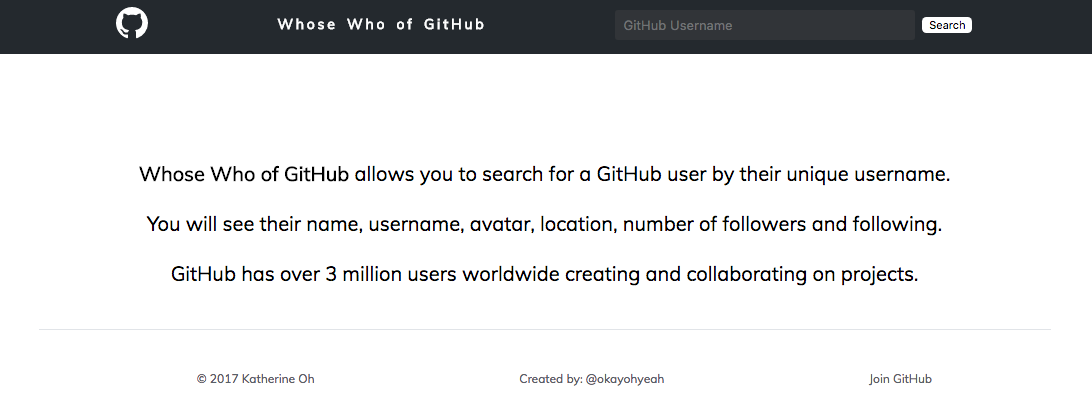 Whose Who of GitHub
GitHub Username
Search
Whose Who of GitHub allows you to search for a GitHub user by their unique username.
You will see their name, username, avatar, location, number of followers and following.
GitHub has over 3 million users worldwide creating and collaborating on projects.
© 2017 Katherine Oh
Created by: @okayohyeah
Join GitHub